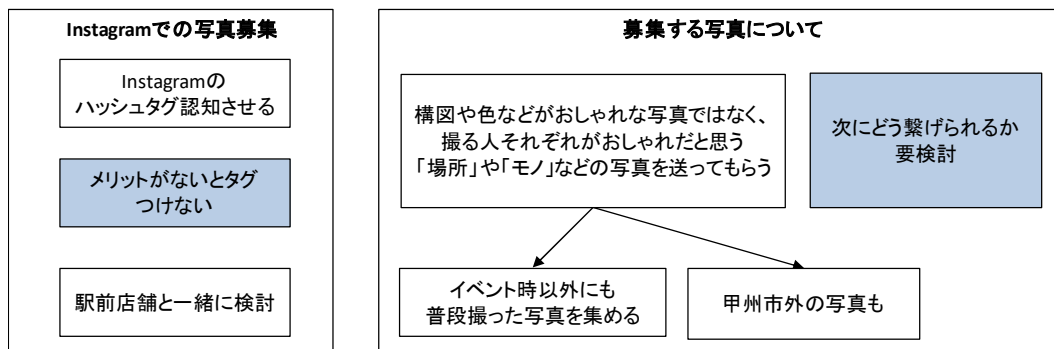 Instagramでの写真募集
Instagramの
ハッシュタグ認知させる
メリットがないとタグ
つけない
駅前店舗と一緒に検討
募集する写真について
構図や色などがおしゃれな写真ではなく、
撮る人それぞれがおしゃれだと思う
「場所」や「モノ」などの写真を送ってもらう
次にどう繋げられるか
要検討
イベント時以外にも
普段撮った写真を集める
甲州市外の写真も